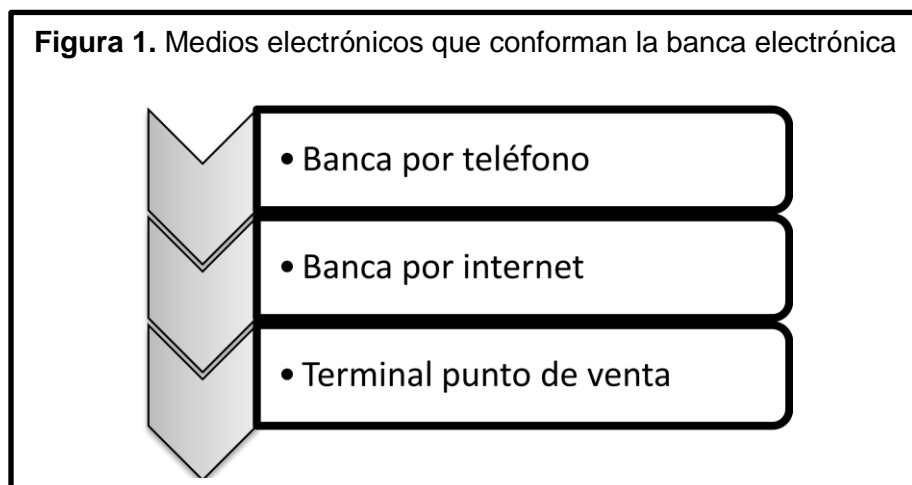 Figura 1. Medios electrónicos que conforman la banca electrónica
• Banca por teléfono
• Banca por internet
• Terminal punto de venta